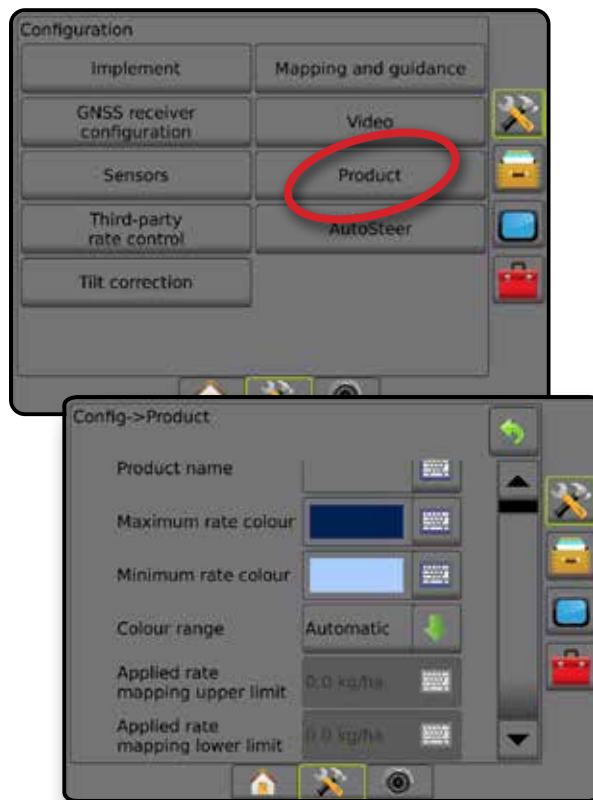 Configuration
Implement
Mapping and guidance
GNSS receiver
configuration
Video
Sensors
Product
Third-party
rate control
AutoSteer
Tilt correction
Config->Product
Product name
Maximum rate colour
Minimum rate colour
Colour range
Automatic
Applied rate
mapping upper limit
0.0 kg/ha
Applied rate
mapping lower limit
0.0 kg/ha